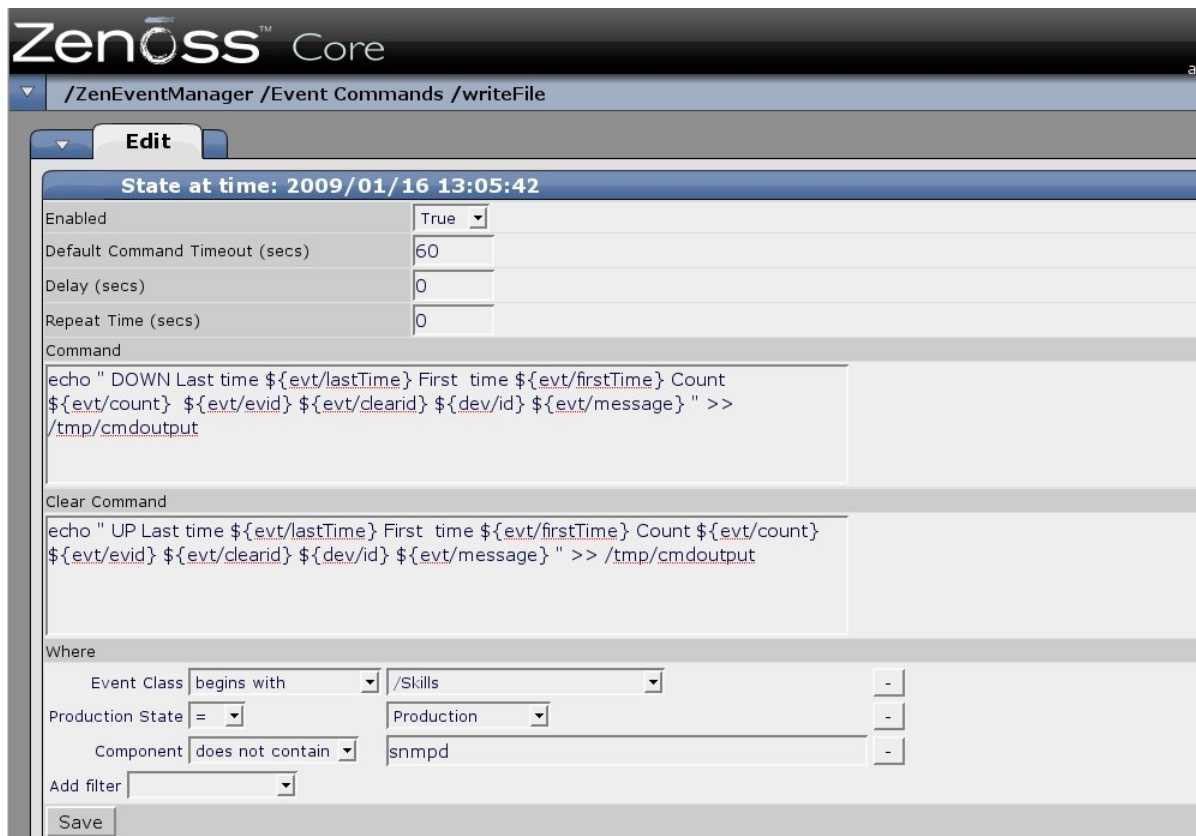 Zenōss™ Core
a
/ZenEventManager /Event Commands /writeFile
Edit
State at time: 2009/01/16 13:05:42
Enabled True
Default Command Timeout (secs) 60
Delay (secs) 0
Repeat Time (secs) 0
Command
echo " DOWN Last time ${evt/lastTime} First  time ${evt/firstTime} Count
${evt/count}  ${evt/evid} ${evt/clearid} ${dev/id} ${evt/message} " >>
/tmp/cmdoutput
Clear Command
echo " UP Last time ${evt/lastTime} First  time ${evt/firstTime} Count ${evt/count}
${evt/evid} ${evt/clearid} ${dev/id} ${evt/message} " >> /tmp/cmdoutput
Where
Event Class begins with /Skills -
Production State = Production -
Component does not contain snmpd -
Add filter
Save